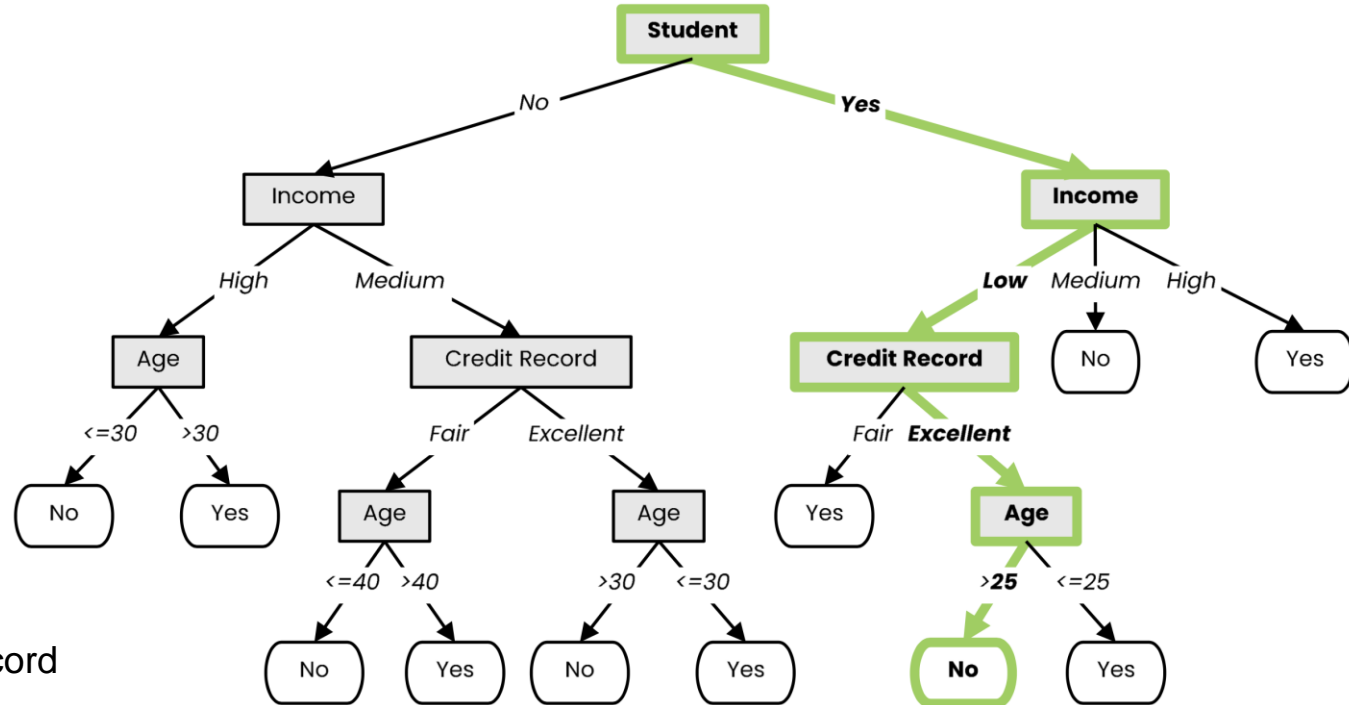 Student
No
Yes
Income
Income
High
Medium
Low
Medium
High
Age
Credit Record
Credit Record
No
Yes
<=30
>30
Fair
Excellent
Fair
Excellent
No
Yes
Age
Age
Yes
Age
<=40
>40
>30
<=30
>25
<=25
cord
No
Yes
No
Yes
No
Yes